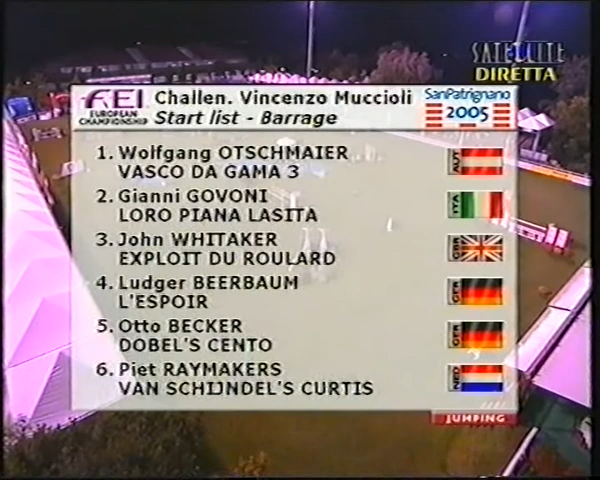 SATELLITE
DIRETTA
FEI
EUROPEAN
CHAMPIONSHIP
Challen. Vincenzo Muccioli
Start list - Barrage
SanPatrignano
2005
1. Wolfgang OTSCHMAIER
VASCO DA GAMA 3
AUT
2. Gianni GOVONI
LORO PIANA LASITA
ITA
3. John WHITAKER
EXPLOIT DU ROULARD
GBR
4. Ludger BEERBAUM
L'ESPOIR
GER
5. Otto BECKER
DOBEL'S CENTO
GER
6. Piet RAYMAKERS
VAN SCHIJNDEL'S CURTIS
NED
JUMPING